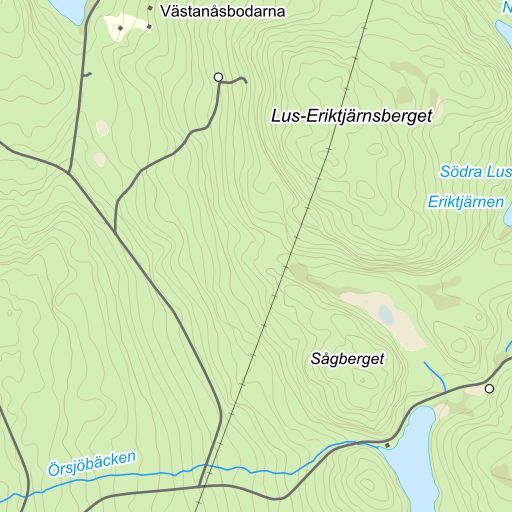 Västanåsbodarna
N
Lus-Eriktjärnsberget
Södra Lus
Eriktjärnen
Sågberget
Örsjöbäcken